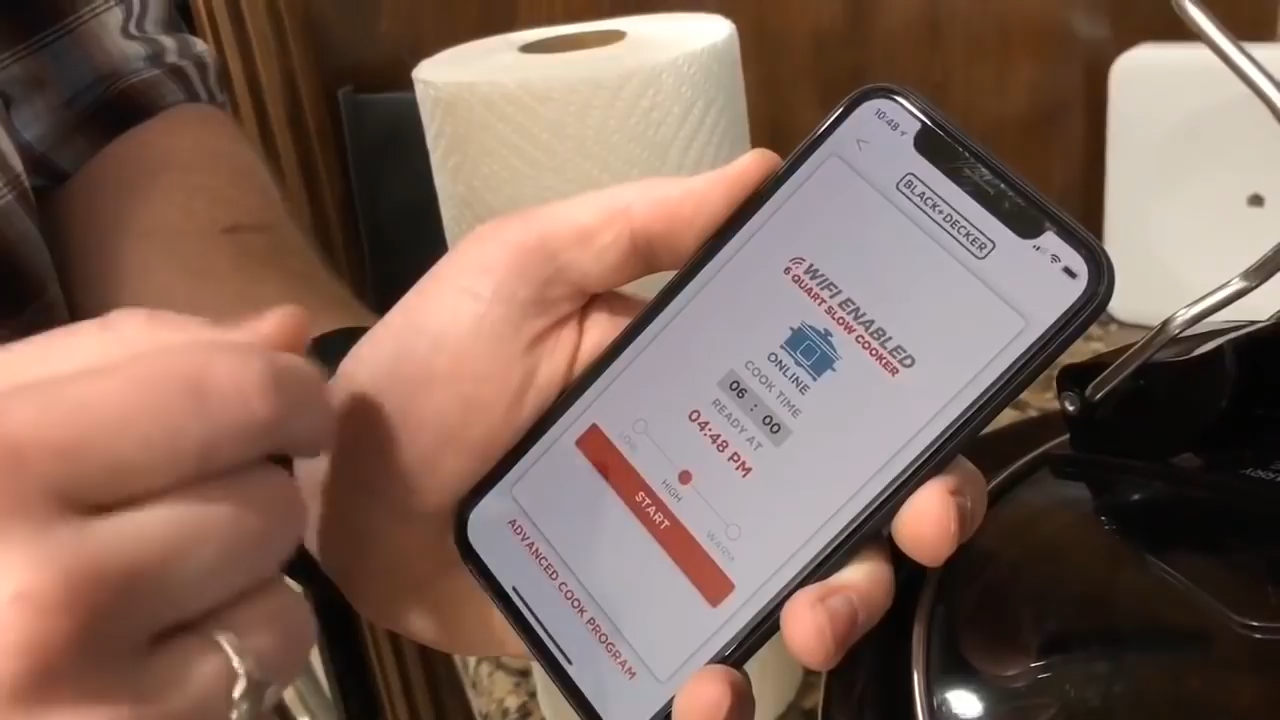 10:48
BLACK+DECKER
WIFI ENABLED
6 QUART SLOW COOKER
ONLINE
COOK TIME
06 : 00
READY AT
04:48 PM
LOW
HIGH
WARM
START
ADVANCED COOK PROGRAM